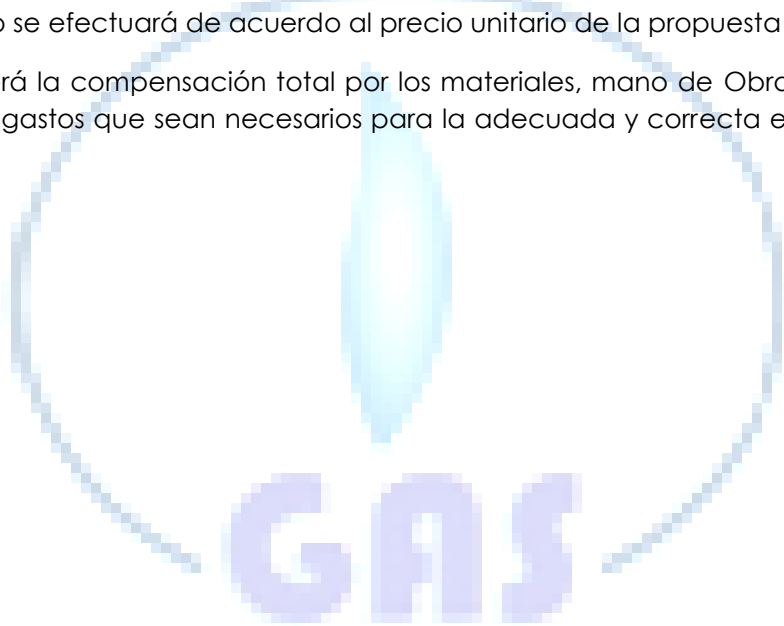 o se efectuará de acuerdo al precio unitario de la propuesta
rá la compensación total por los materiales, mano de Obra
gastos que sean necesarios para la adecuada y correcta e
GAS